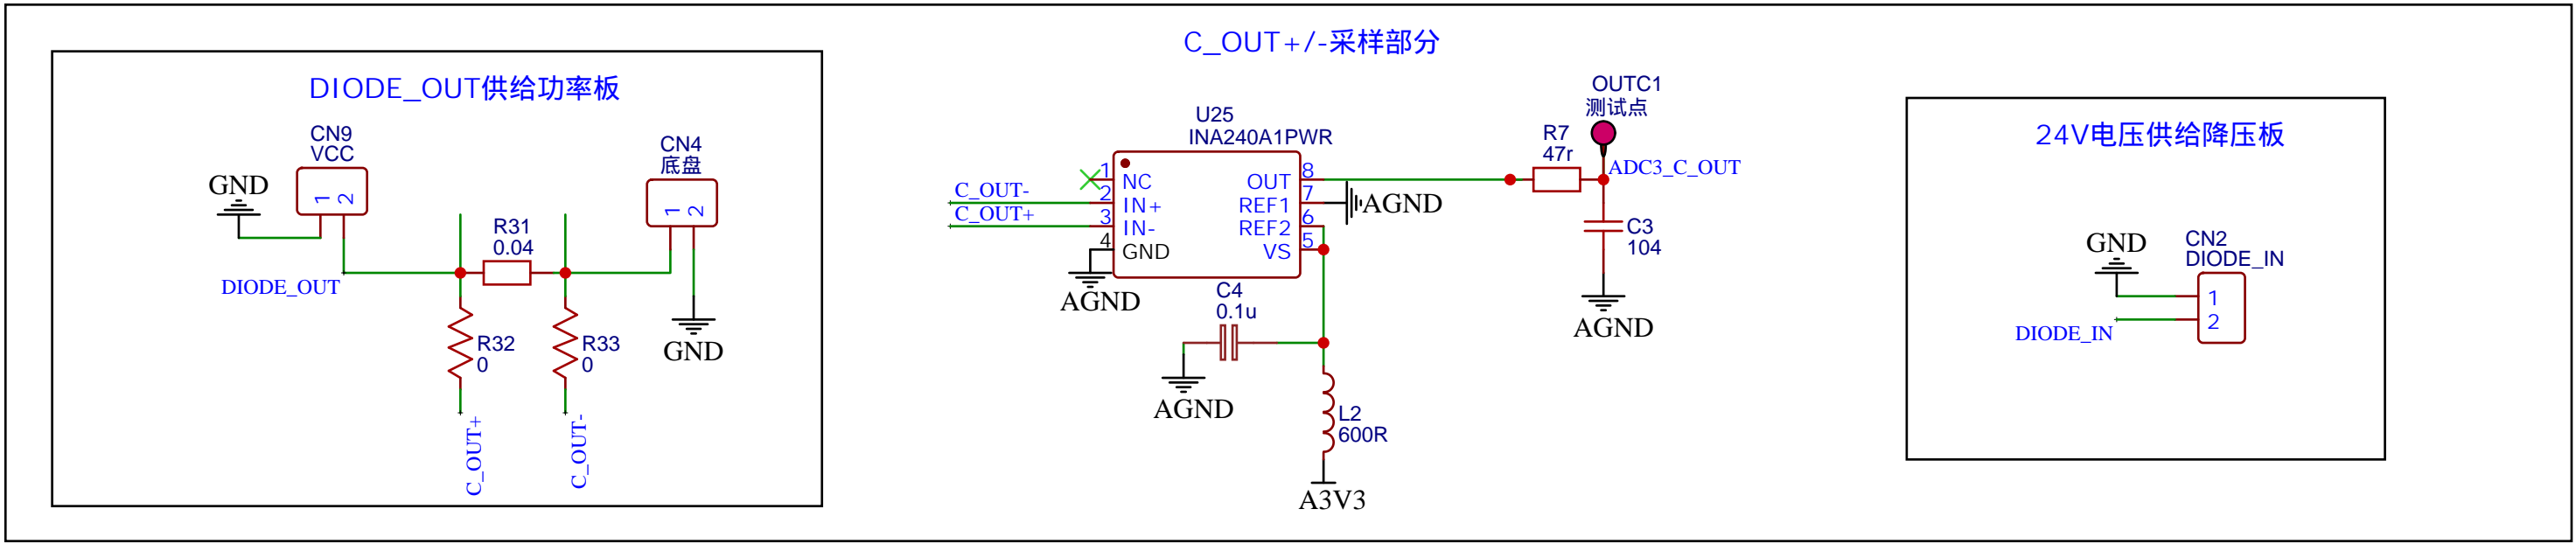 DIODE_OUT供给功率板
CN9
VCC
GND
1
2
DIODE_OUT
R31
0.04
CN4
底盘
1
2
GND
R32
0
R33
0
C_OUT+
C_OUT-
C_OUT+/-采样部分
U25
INA240A1PWR
C_OUT-
C_OUT+
1
2
3
4
NC
IN+
IN-
GND
OUT
REF1
REF2
VS
8
7
6
5
AGND
AGND
C4
0.1u
AGND
L2
600R
A3V3
OUTC1
测试点
R7
47r
ADC3_C_OUT
C3
104
AGND
24V电压供给降压板
GND
CN2
DIODE_IN
1
2
DIODE_IN